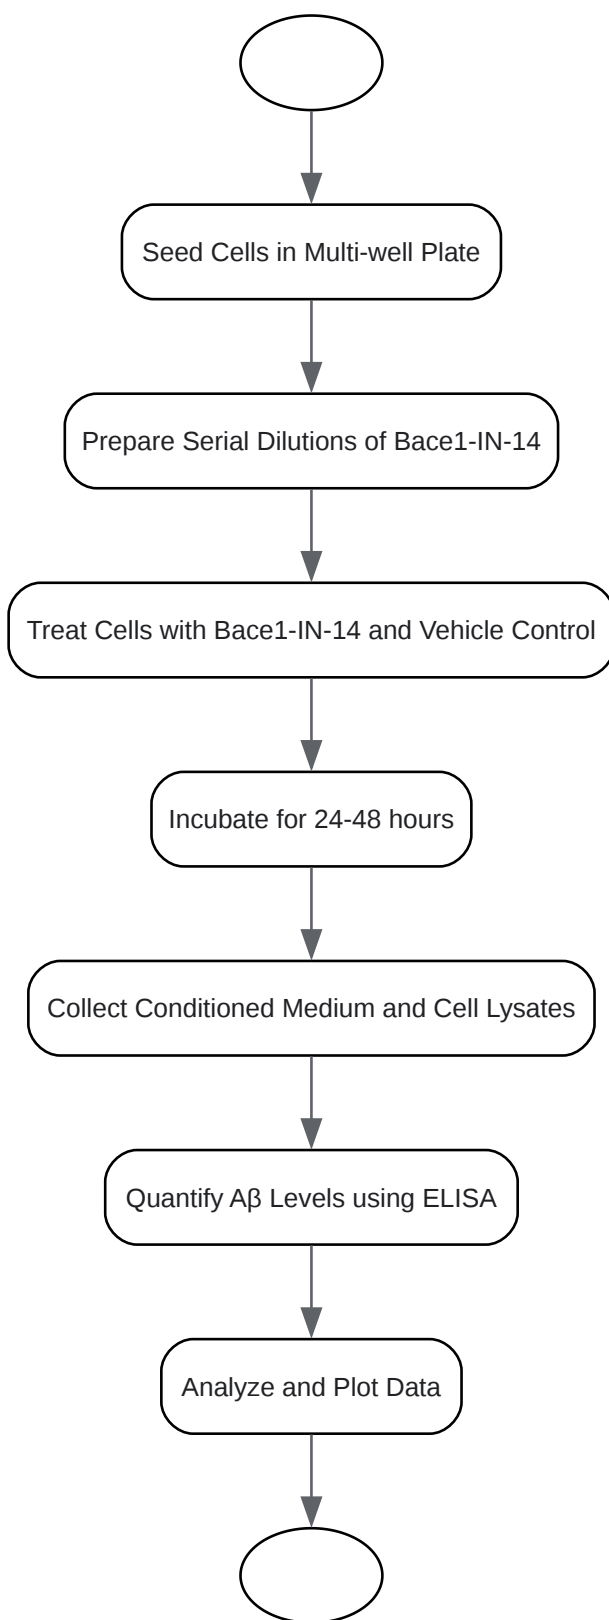 Seed Cells in Multi-well Plate
Prepare Serial Dilutions of Bace1-IN-14
Treat Cells with Bace1-IN-14 and Vehicle Control
Incubate for 24-48 hours
Collect Conditioned Medium and Cell Lysates
Quantify Aβ Levels using ELISA
Analyze and Plot Data